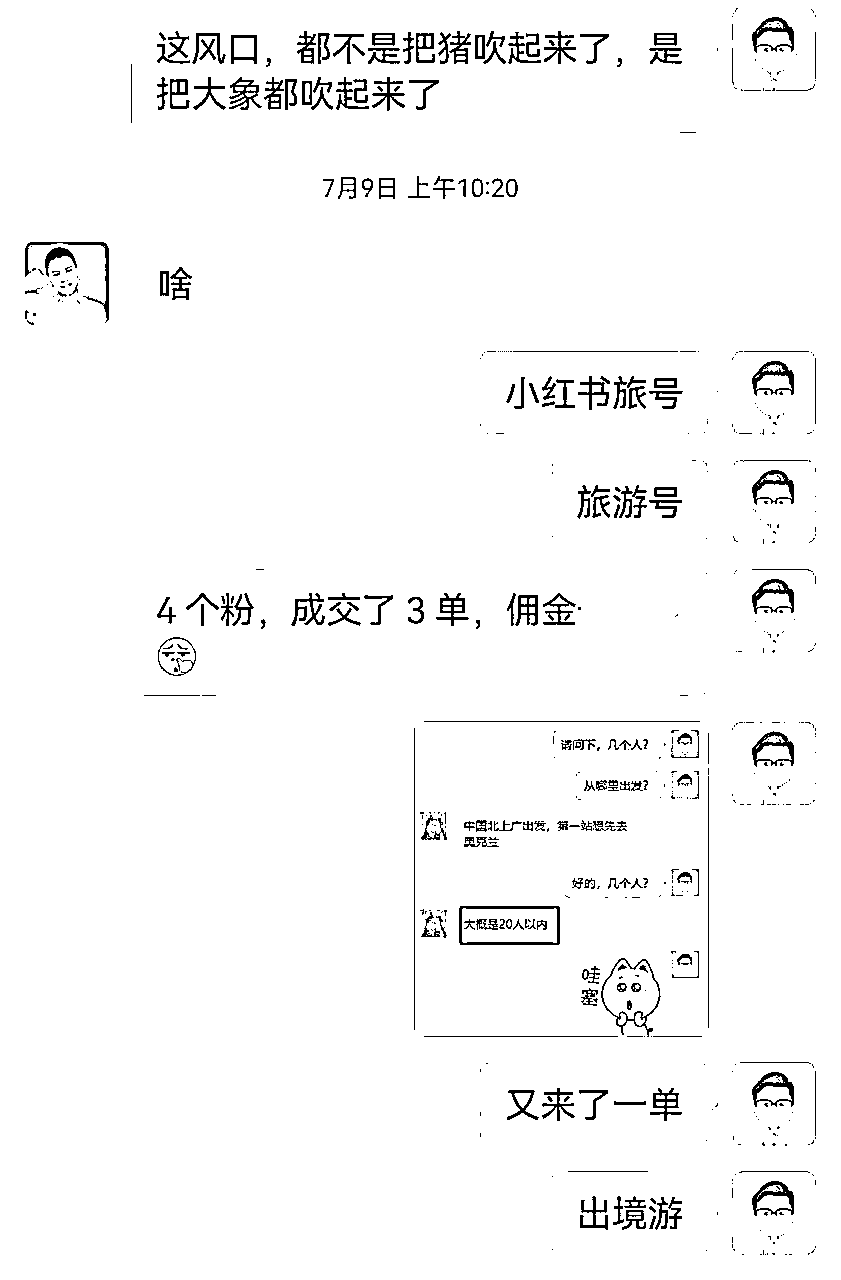 这风口，都不是把猪吹起来了，是
把大象都吹起来了
7月9日 上午10:20
啥
小红书旅号
旅游号
4 个粉，成交了 3 单，佣金
请问下，几个人？
从哪里出发？
中国北上广出发，第一站想先去
奥克兰
好的，几个人？
大概是20人以内
哇
塞
又来了一单
出境游